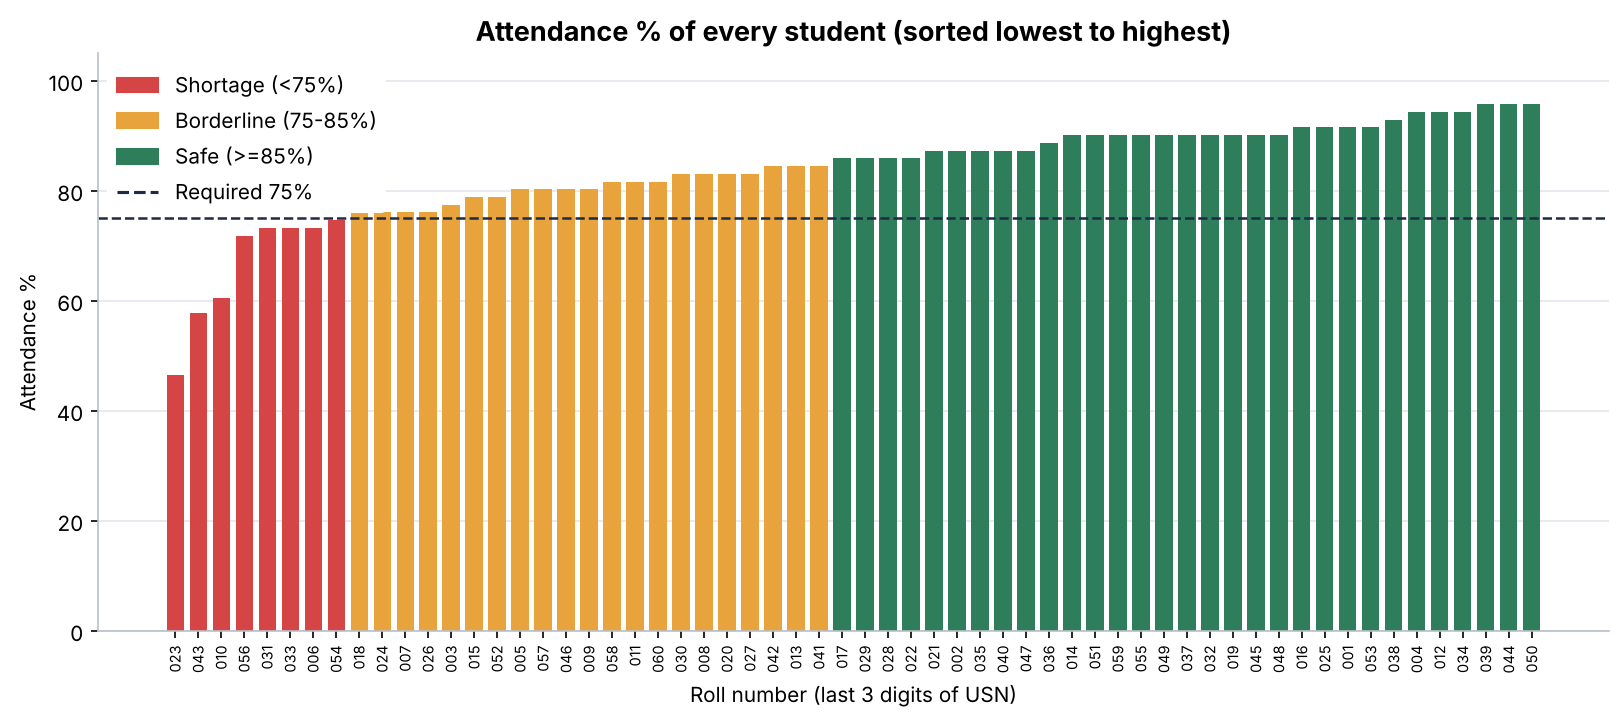 Attendance % of every student (sorted lowest to highest)
Shortage (<75%)
Borderline (75-85%)
Safe (>=85%)
Required 75%
Attendance %
100
80
60
40
20
0
023 043 010 056 031 033 006 054 018 024 007 026 003 015 052 005 057 046 009 058 011 060 030 008 020 027 042 013 041 017 029 028 022 021 002 035 040 047 036 014 051 059 055 049 037 032 019 045 048 016 025 001 053 038 004 012 034 039 044 050
Roll number (last 3 digits of USN)